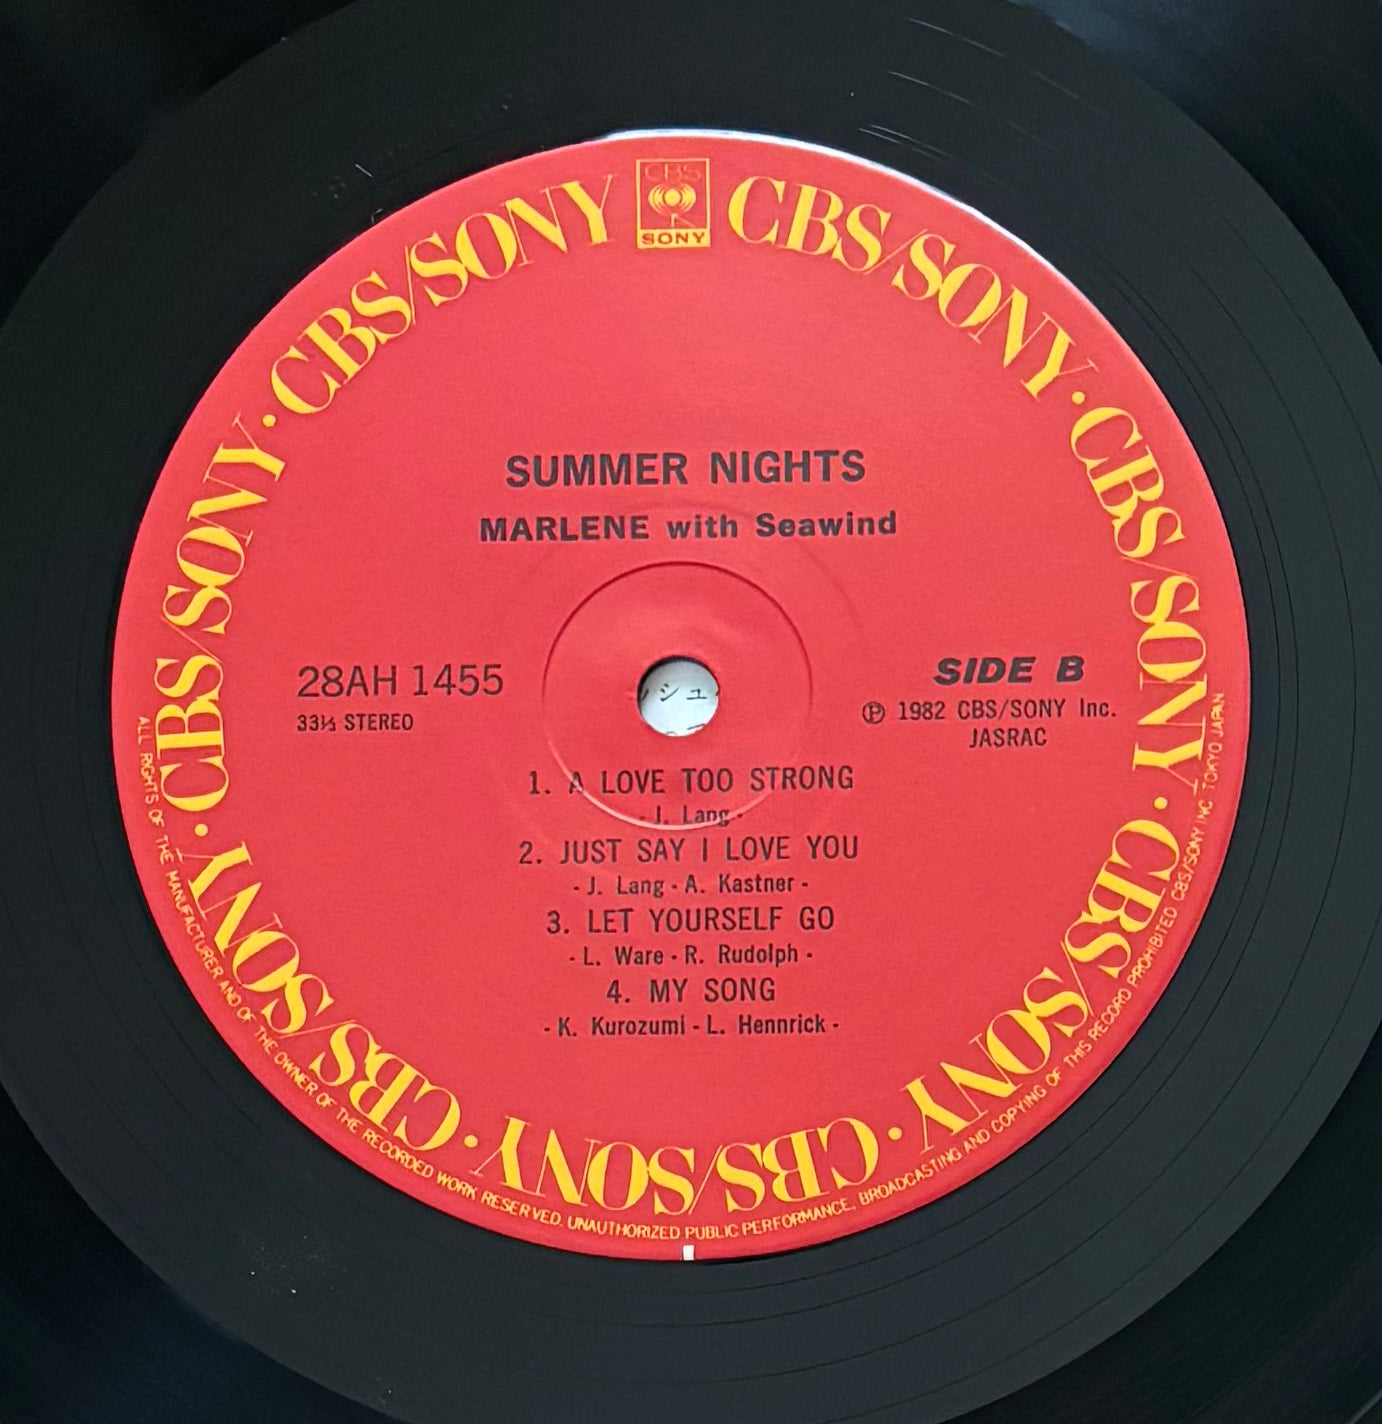 CBS
SONY
CBS/SONY · CBS/SONY · CBS/SONY · CBS/SONY · CBS/SONY · CBS/SONY · CBS/SONY
SUMMER NIGHTS
MARLENE with Seawind
28AH 1455
33⅓ STEREO
SIDE B
Ⓟ 1982 CBS/SONY Inc.
JASRAC
シュ
1. A LOVE TOO STRONG
- J. Lang -
2. JUST SAY I LOVE YOU
- J. Lang - A. Kastner -
3. LET YOURSELF GO
- L. Ware - R. Rudolph -
4. MY SONG
- K. Kurozumi - L. Hennrick -
ALL RIGHTS OF THE MANUFACTURER AND OF THE OWNER OF THE RECORDED WORK RESERVED. UNAUTHORIZED PUBLIC PERFORMANCE, BROADCASTING AND COPYING OF THIS RECORD PROHIBITED CBS/SONY INC TOKYO JAPAN